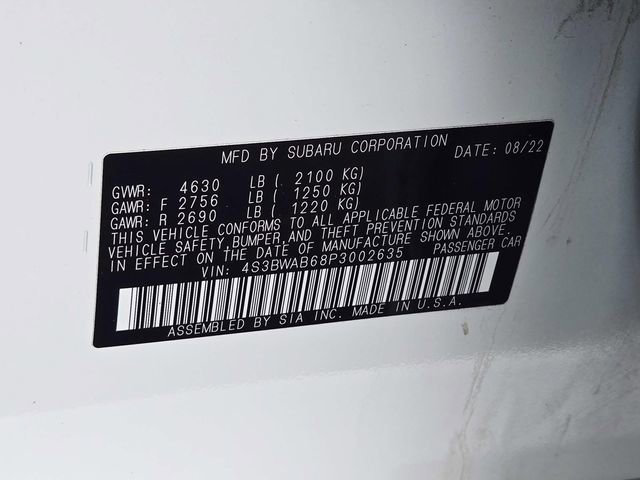 MFD BY SUBARU CORPORATION DATE: 08/22
GVWR: 4630 LB ( 2100 KG)
GAWR: F 2756 LB ( 1250 KG)
GAWR: R 2690 LB ( 1220 KG)
THIS VEHICLE CONFORMS TO ALL APPLICABLE FEDERAL MOTOR
VEHICLE SAFETY, BUMPER, AND THEFT PREVENTION STANDARDS
IN EFFECT ON THE DATE OF MANUFACTURE SHOWN ABOVE.
VIN: 4S3BWAB68P3002635 PASSENGER CAR
ASSEMBLED BY SIA INC. MADE IN U.S.A.